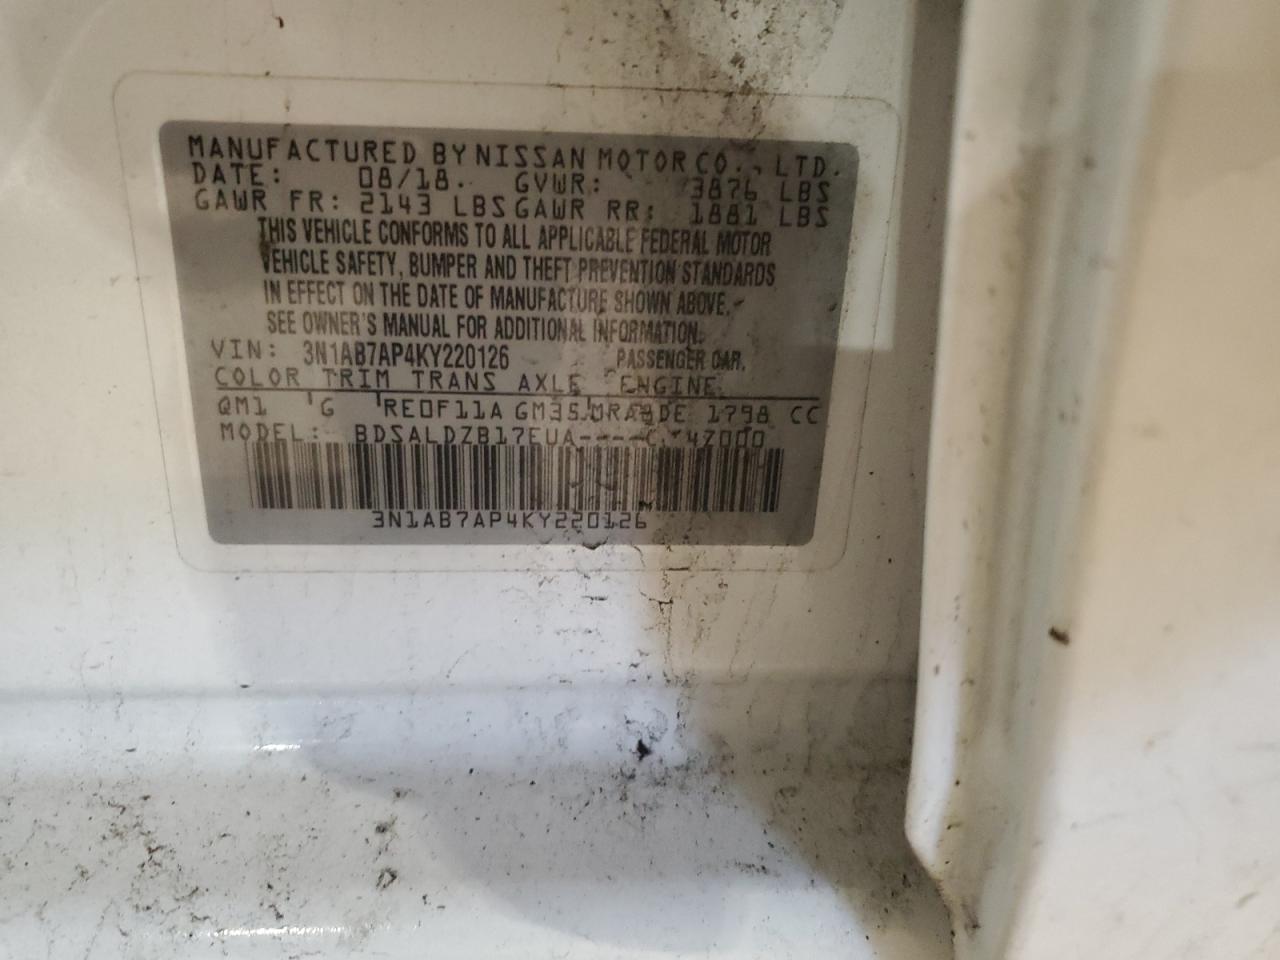 MANUFACTURED BY NISSAN MOTOR CO., LTD.
DATE: 08/18. GVWR: 3876 LBS
GAWR FR: 2143 LBS GAWR RR: 1881 LBS
THIS VEHICLE CONFORMS TO ALL APPLICABLE FEDERAL MOTOR
VEHICLE SAFETY, BUMPER AND THEFT PREVENTION STANDARDS
IN EFFECT ON THE DATE OF MANUFACTURE SHOWN ABOVE.
SEE OWNER'S MANUAL FOR ADDITIONAL INFORMATION.
VIN: 3N1AB7AP4KY220126 PASSENGER CAR.
COLOR TRIM TRANS AXLE ENGINE
QM1 G RE0F11A GM35 MRA8DE 1798 CC
MODEL: BDSALDZB17EUA----C 4Z000
3N1AB7AP4KY220126